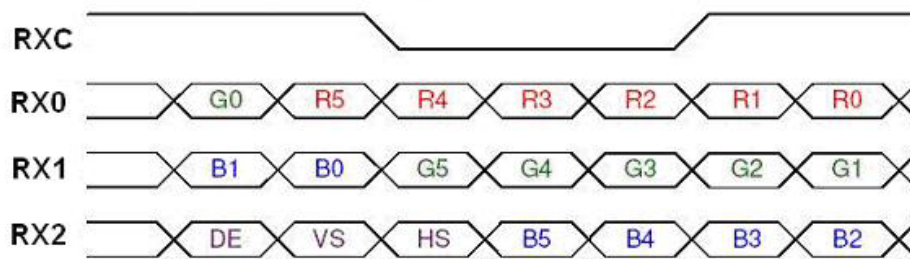 RXC
RX0 G0 R5 R4 R3 R2 R1 R0
RX1 B1 B0 G5 G4 G3 G2 G1
RX2 DE VS HS B5 B4 B3 B2